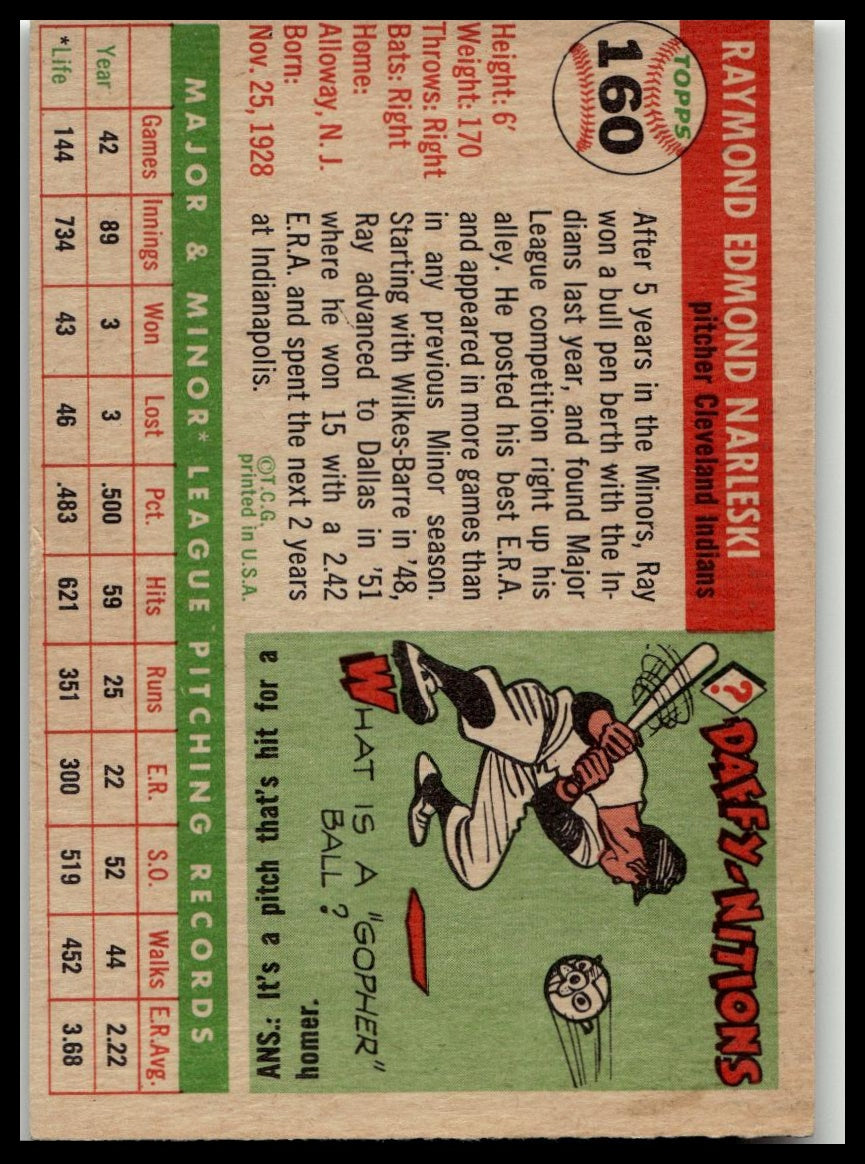 TOPPS
160
RAYMOND EDMOND NARLESKI
pitcher Cleveland Indians
Height: 6'
Weight: 170
Throws: Right
Bats: Right
Home:
Alloway, N. J.
Born:
Nov. 25, 1928
After 5 years in the Minors, Ray
won a bull pen berth with the In-
dians last year, and found Major
League competition right up his
alley. He posted his best E.R.A.
and appeared in more games than
in any previous Minor season.
Starting with Wilkes-Barre in '48,
Ray advanced to Dallas in '51
where he won 15 with a 2.42
E.R.A. and spent the next 2 years
at Indianapolis.
©T.C.G.
printed in U.S.A.
? DAFFY-NITIONS
WHAT IS A "GOPHER"
BALL?
ANS.: It's a pitch that's hit for a
homer.
MAJOR & MINOR* LEAGUE PITCHING RECORDS
Games Innings Won Lost Pct. Hits Runs E.R. S.O. Walks E.R.Avg.
Year 42 89 3 3 .500 59 25 22 52 44 2.22
*Life 144 734 43 46 .483 621 351 300 519 452 3.68